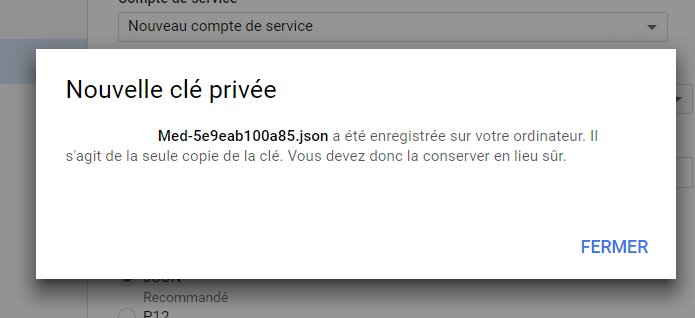 Compte de service
Nouveau compte de service
Nouvelle clé privée
Med-5e9eab100a85.json a été enregistrée sur votre ordinateur. Il
s'agit de la seule copie de la clé. Vous devez donc la conserver en lieu sûr.
FERMER
JSON
Recommandé
P12